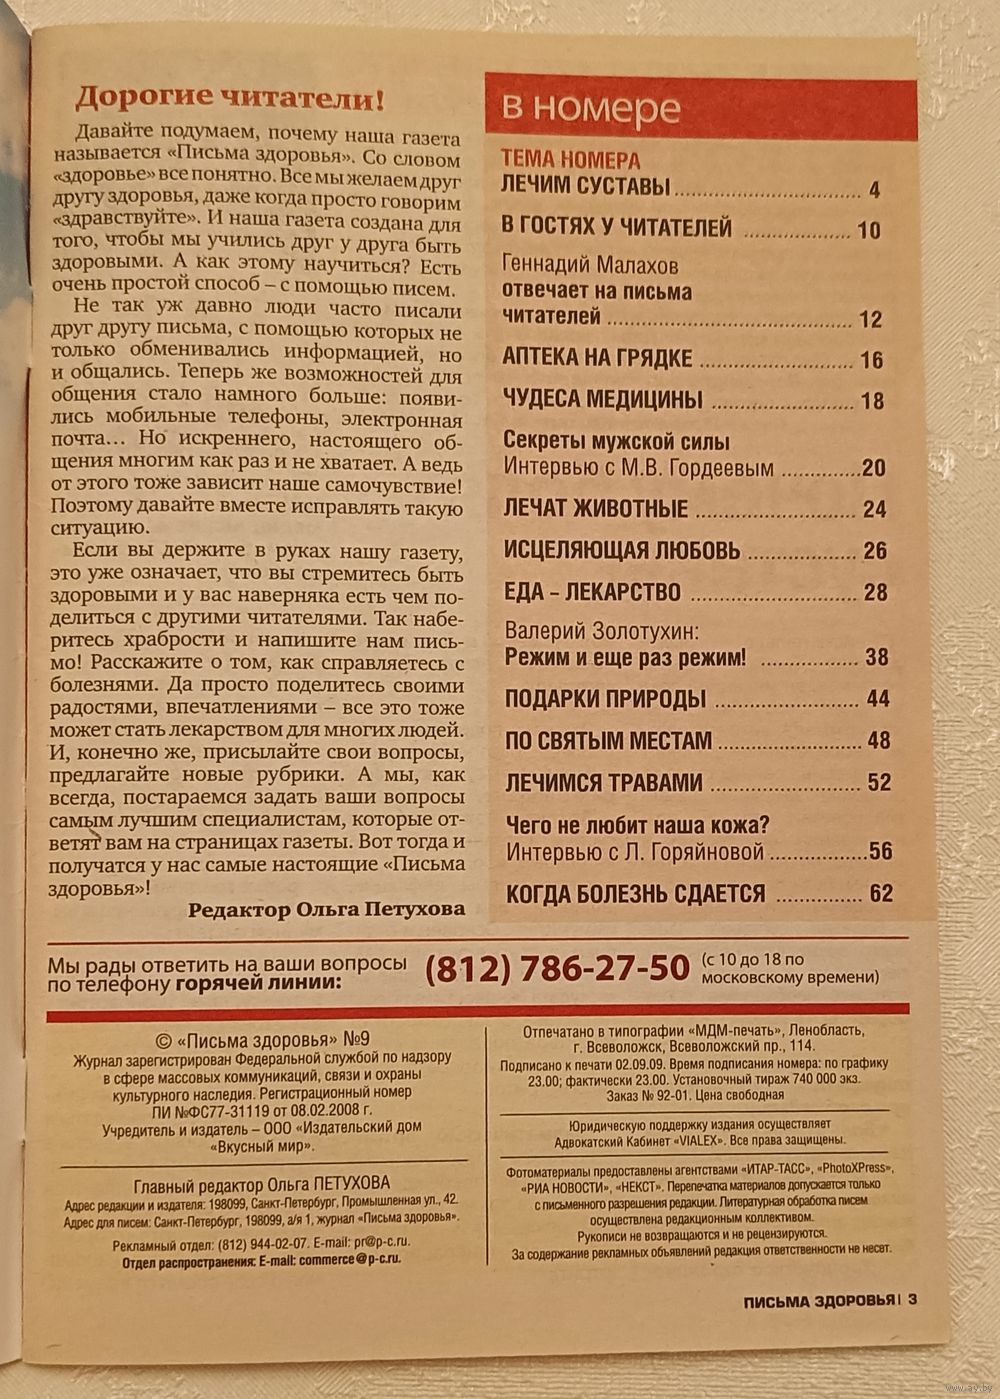 Дорогие читатели!
Давайте подумаем, почему наша газета
называется «Письма здоровья». Со словом
«здоровье» все понятно. Все мы желаем друг
другу здоровья, даже когда просто говорим
«здравствуйте». И наша газета создана для
того, чтобы мы учились друг у друга быть
здоровыми. А как этому научиться? Есть
очень простой способ – с помощью писем.
Не так уж давно люди часто писали
друг другу письма, с помощью которых не
только обменивались информацией, но
и общались. Теперь же возможностей для
общения стало намного больше: появи-
лись мобильные телефоны, электронная
почта... Но искреннего, настоящего об-
щения многим как раз и не хватает. А ведь
от этого тоже зависит наше самочувствие!
Поэтому давайте вместе исправлять такую
ситуацию.
Если вы держите в руках нашу газету,
это уже означает, что вы стремитесь быть
здоровыми и у вас наверняка есть чем по-
делиться с другими читателями. Так набе-
ритесь храбрости и напишите нам пись-
мо! Расскажите о том, как справляетесь с
болезнями. Да просто поделитесь своими
радостями, впечатлениями – все это тоже
может стать лекарством для многих людей.
И, конечно же, присылайте свои вопросы,
предлагайте новые рубрики. А мы, как
всегда, постараемся задать ваши вопросы
самым лучшим специалистам, которые от-
ветят вам на страницах газеты. Вот тогда и
получатся у нас самые настоящие «Письма
здоровья»!
Редактор Ольга Петухова
в номере
ТЕМА НОМЕРА
ЛЕЧИМ СУСТАВЫ ........................ 4
В ГОСТЯХ У ЧИТАТЕЛЕЙ ............... 10
Геннадий Малахов
отвечает на письма
читателей ................................... 12
АПТЕКА НА ГРЯДКЕ ..................... 16
ЧУДЕСА МЕДИЦИНЫ ................... 18
Секреты мужской силы
Интервью с М.В. Гордеевым ...........20
ЛЕЧАТ ЖИВОТНЫЕ ...................... 24
ИСЦЕЛЯЮЩАЯ ЛЮБОВЬ .............. 26
ЕДА – ЛЕКАРСТВО ....................... 28
Валерий Золотухин:
Режим и еще раз режим! .............. 38
ПОДАРКИ ПРИРОДЫ .................... 44
ПО СВЯТЫМ МЕСТАМ ................... 48
ЛЕЧИМСЯ ТРАВАМИ .................... 52
Чего не любит наша кожа?
Интервью с Л. Горяйновой .............56
КОГДА БОЛЕЗНЬ СДАЕТСЯ ............ 62
Мы рады ответить на ваши вопросы
по телефону горячей линии:
(812) 786-27-50
(с 10 до 18 по
московскому времени)
© «Письма здоровья» №9
Журнал зарегистрирован Федеральной службой по надзору
в сфере массовых коммуникаций, связи и охраны
культурного наследия. Регистрационный номер
ПИ №ФС77-31119 от 08.02.2008 г.
Учредитель и издатель – ООО «Издательский дом
«Вкусный мир».
Главный редактор Ольга ПЕТУХОВА
Адрес редакции и издателя: 198099, Санкт-Петербург, Промышленная ул., 42.
Адрес для писем: Санкт-Петербург, 198099, а/я 1, журнал «Письма здоровья».
Рекламный отдел: (812) 944-02-07. E-mail: pr@p-c.ru.
Отдел распространения: E-mail: commerce@p-c.ru.
Отпечатано в типографии «МДМ-печать», Ленобласть,
г. Всеволожск, Всеволожский пр., 114.
Подписано к печати 02.09.09. Время подписания номера: по графику
23.00; фактически 23.00. Установочный тираж 740 000 экз.
Заказ № 92-01. Цена свободная
Юридическую поддержку издания осуществляет
Адвокатский Кабинет «VIALEX». Все права защищены.
Фотоматериалы предоставлены агентствами «ИТАР-ТАСС», «PhotoXPress»,
«РИА НОВОСТИ», «НЕКСТ». Перепечатка материалов допускается только
с письменного разрешения редакции. Литературная обработка писем
осуществлена редакционным коллективом.
Рукописи не возвращаются и не рецензируются.
За содержание рекламных объявлений редакция ответственности не несет.
ПИСЬМА ЗДОРОВЬЯ| 3
www.ay.by